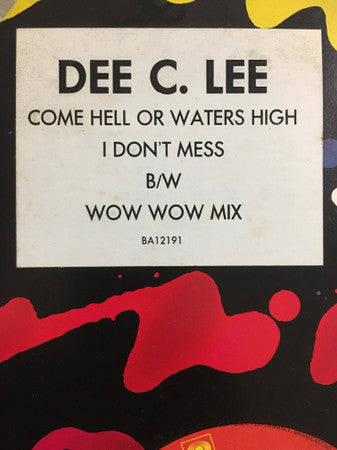 DEE C. LEE
COME HELL OR WATERS HIGH
I DON'T MESS
B/W
WOW WOW MIX
BA12191